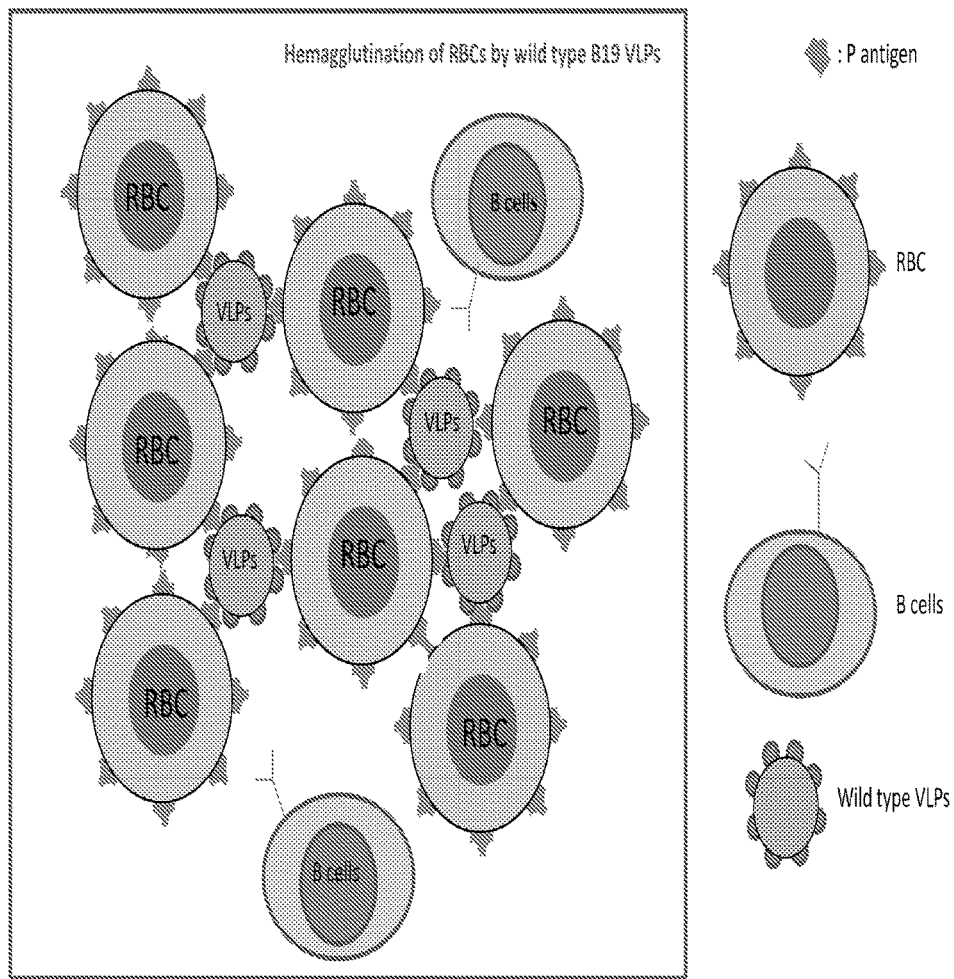 Hemagglutination of RBCs by wild type B19 VLPs
: P antigen
RBC
B cells
RBC
RBC
VLPs
RBC
VLPs
RBC
RBC
VLPs
VLPs
RBC
B cells
RBC
RBC
Wild type VLPs
B cells